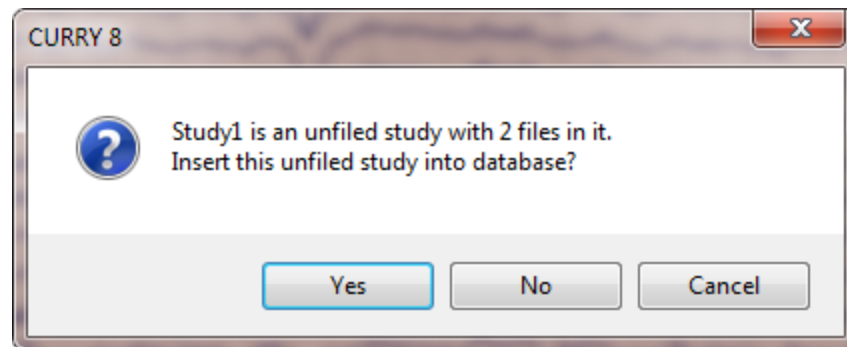 CURRY 8
Study1 is an unfiled study with 2 files in it.
Insert this unfiled study into database?
Yes
No
Cancel